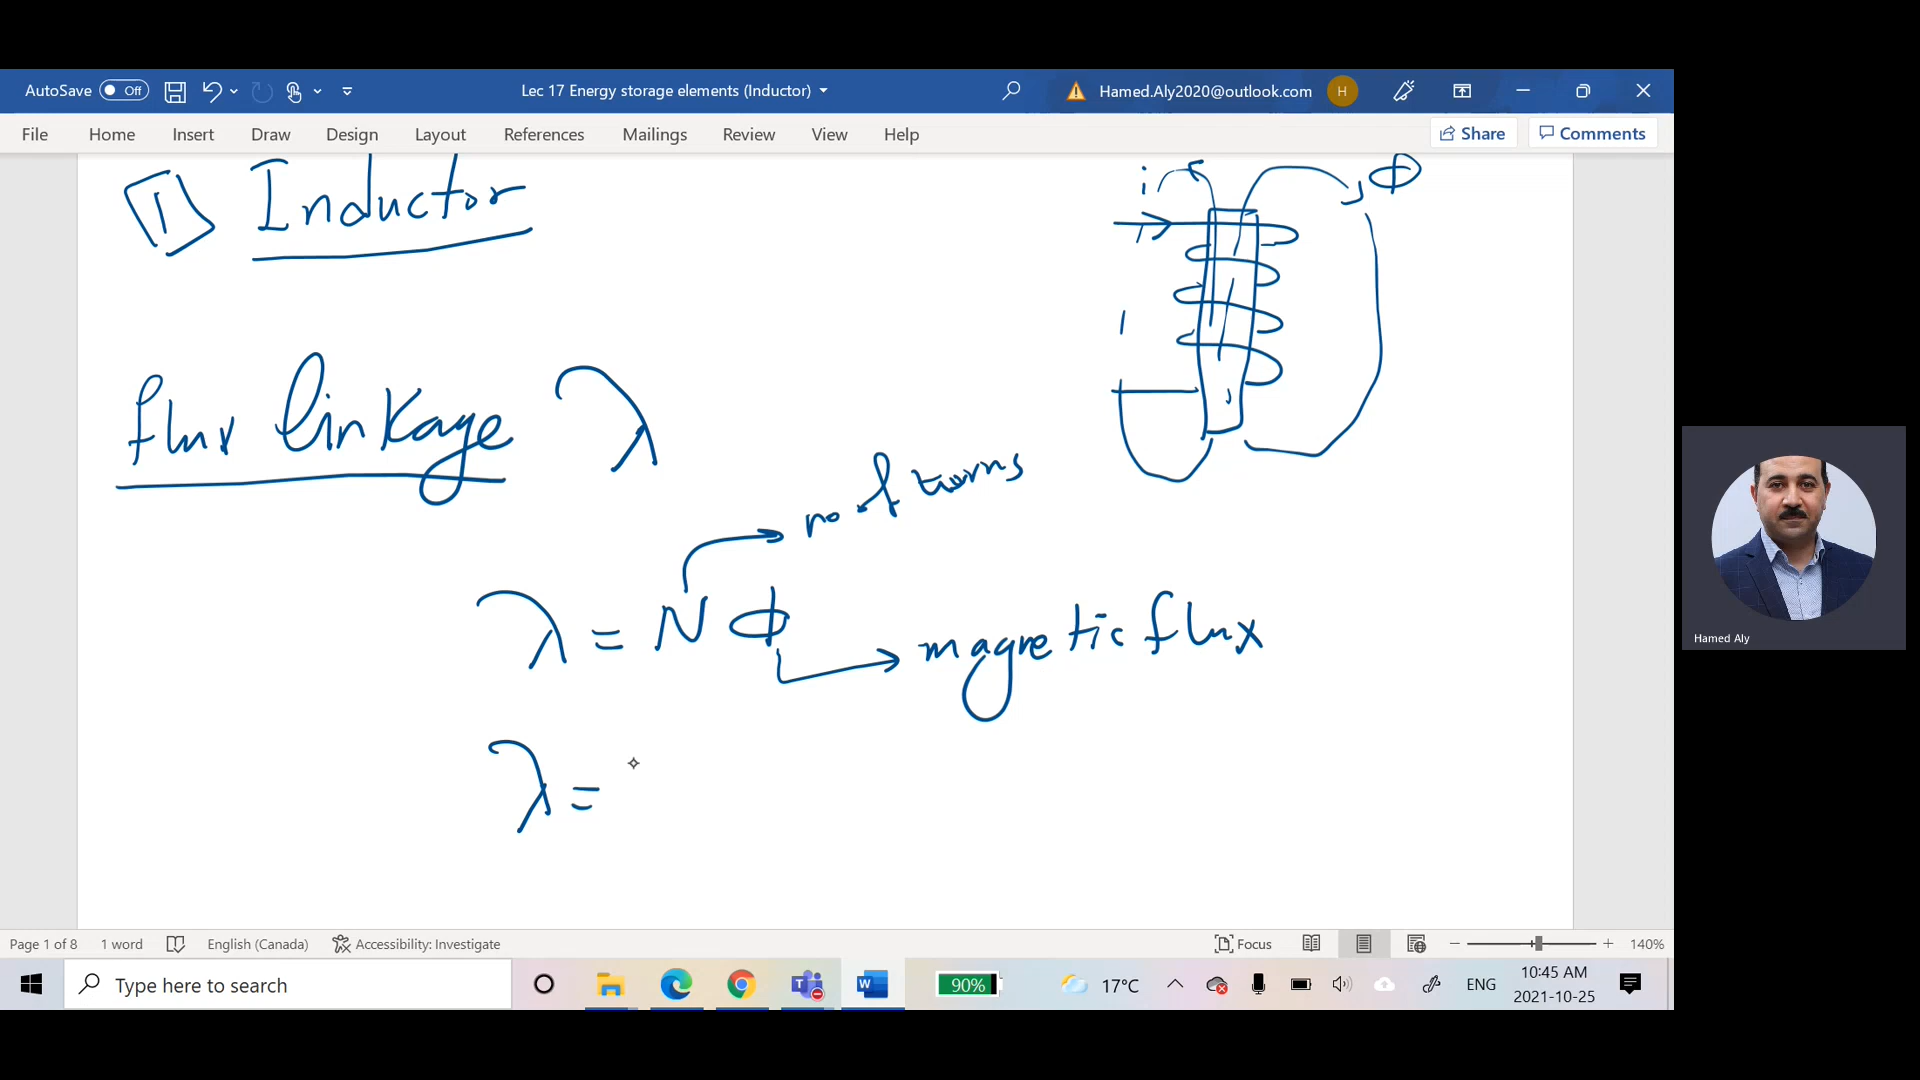 AutoSave Off Lec 17 Energy storage elements (Inductor) Hamed.Aly2020@outlook.com H
File Home Insert Draw Design Layout References Mailings Review View Help Share Comments
1 Inductor
i Φ
flux linkage λ
no of turns
λ = N Φ
magnetic flux
λ =
Hamed Aly
Page 1 of 8 1 word English (Canada) Accessibility: Investigate Focus 140%
Type here to search 90% 17°C ENG 10:45 AM
2021-10-25